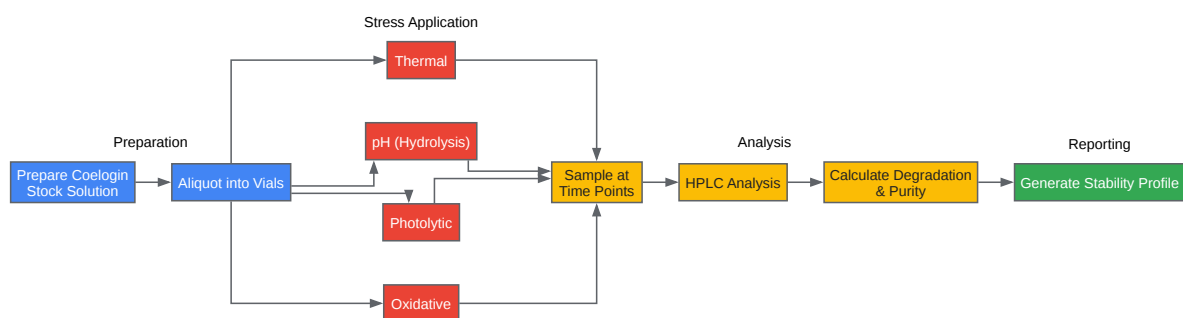 Stress Application
Thermal
Preparation
pH (Hydrolysis)
Analysis
Reporting
Prepare Coelogin
Stock Solution
Aliquot into Vials
Sample at
Time Points
HPLC Analysis
Calculate Degradation
& Purity
Generate Stability Profile
Photolytic
Oxidative